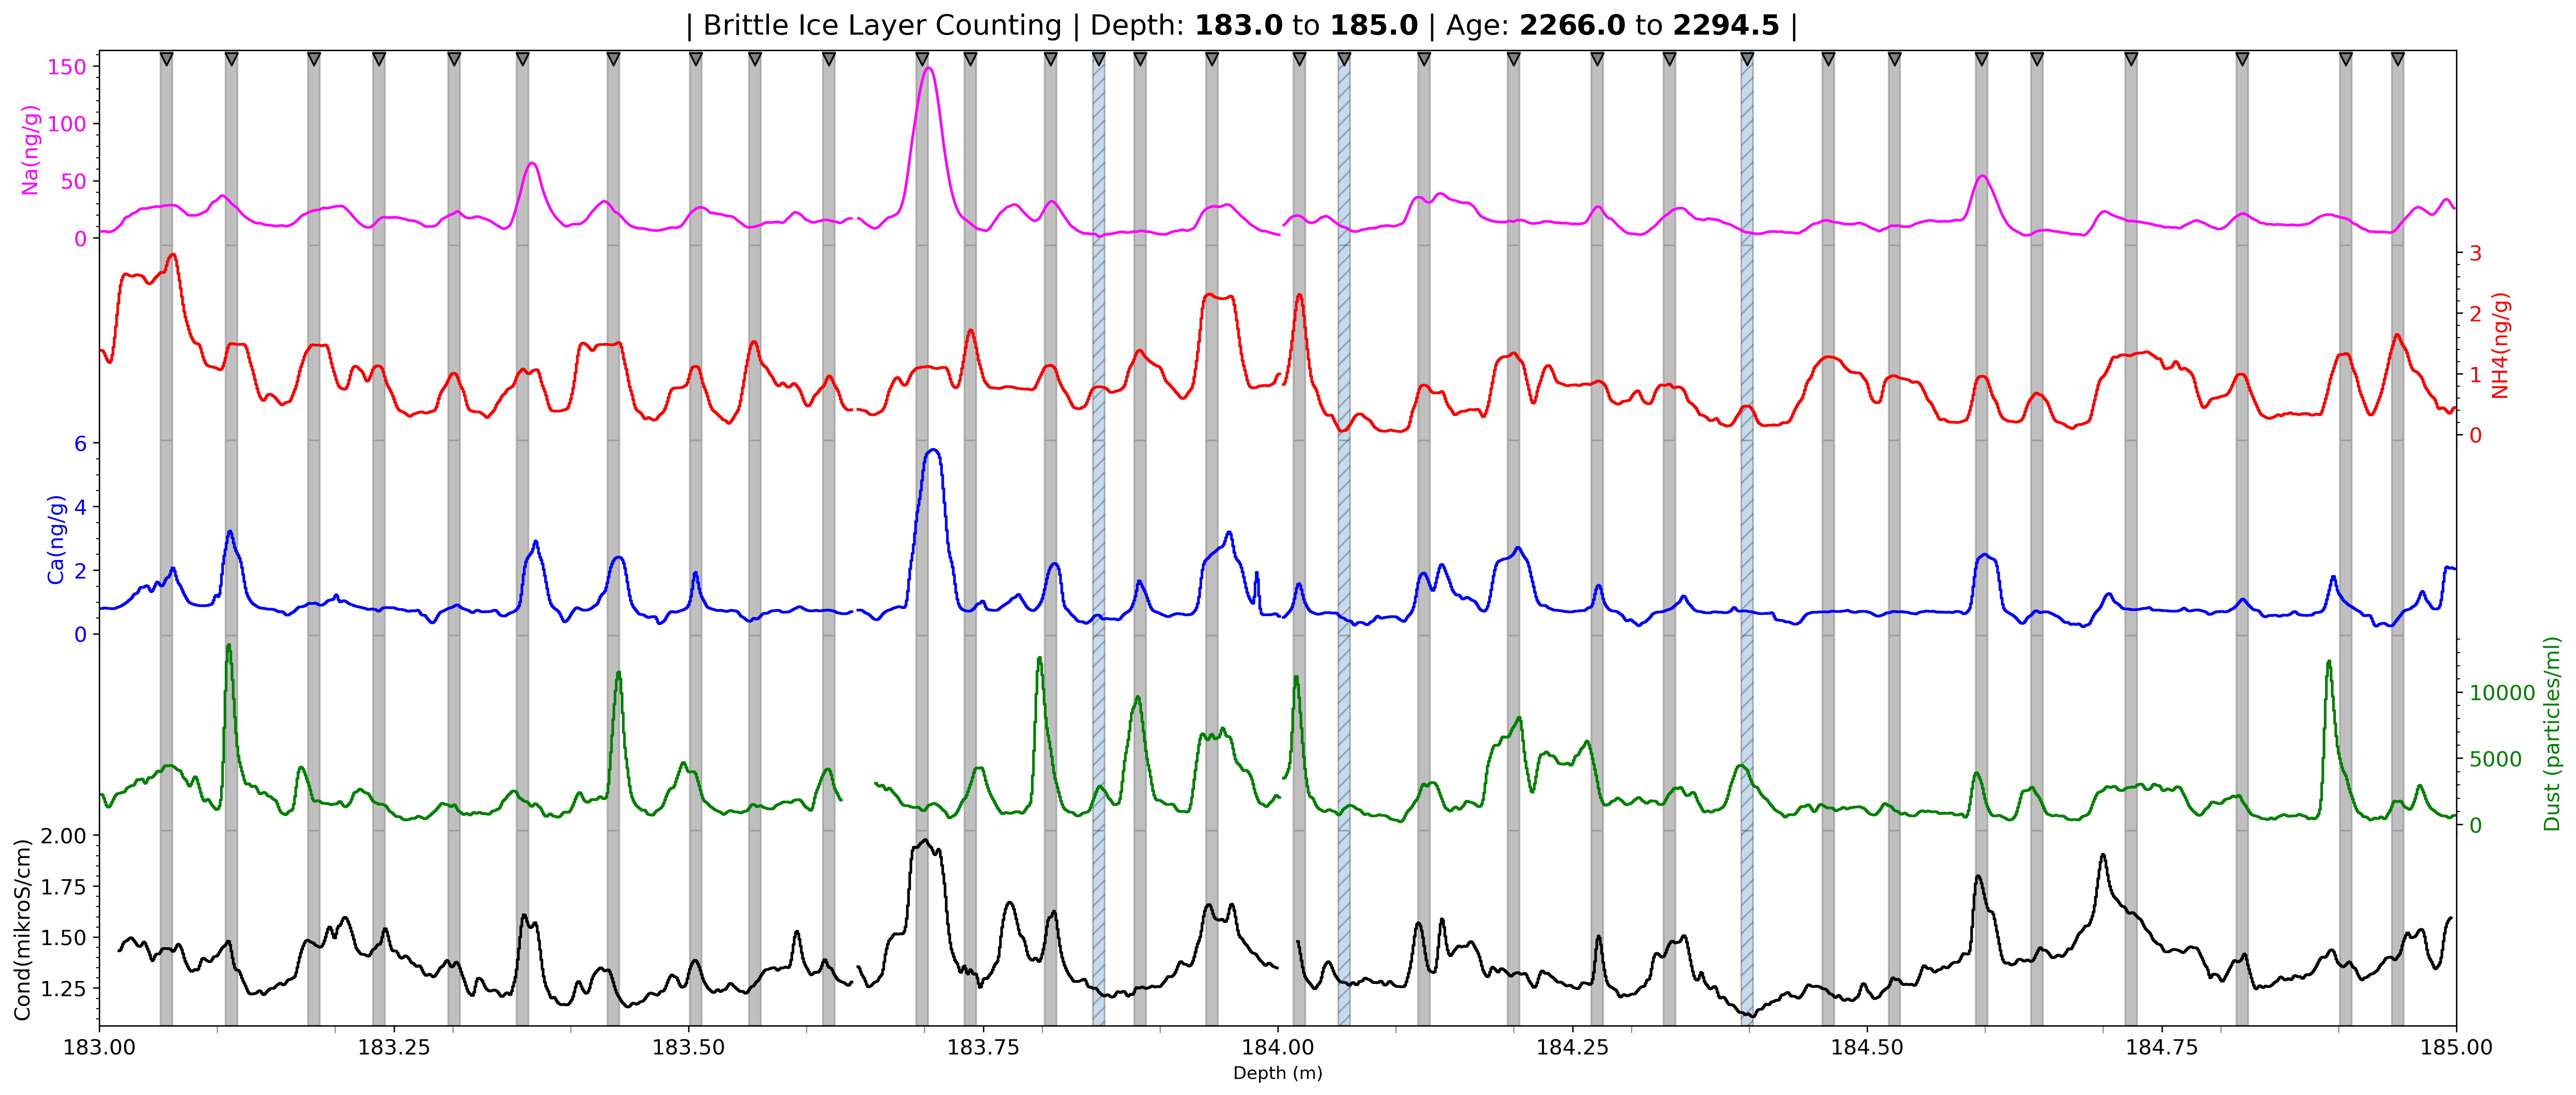 | Brittle Ice Layer Counting | Depth: 183.0 to 185.0 | Age: 2266.0 to 2294.5 |
Na(ng/g)
150
100
50
0
NH4(ng/g)
3
2
1
0
Ca(ng/g)
6
4
2
0
Dust (particles/ml)
10000
5000
0
Cond(mikroS/cm)
2.00
1.75
1.50
1.25
183.00 183.25 183.50 183.75 184.00 184.25 184.50 184.75 185.00
Depth (m)